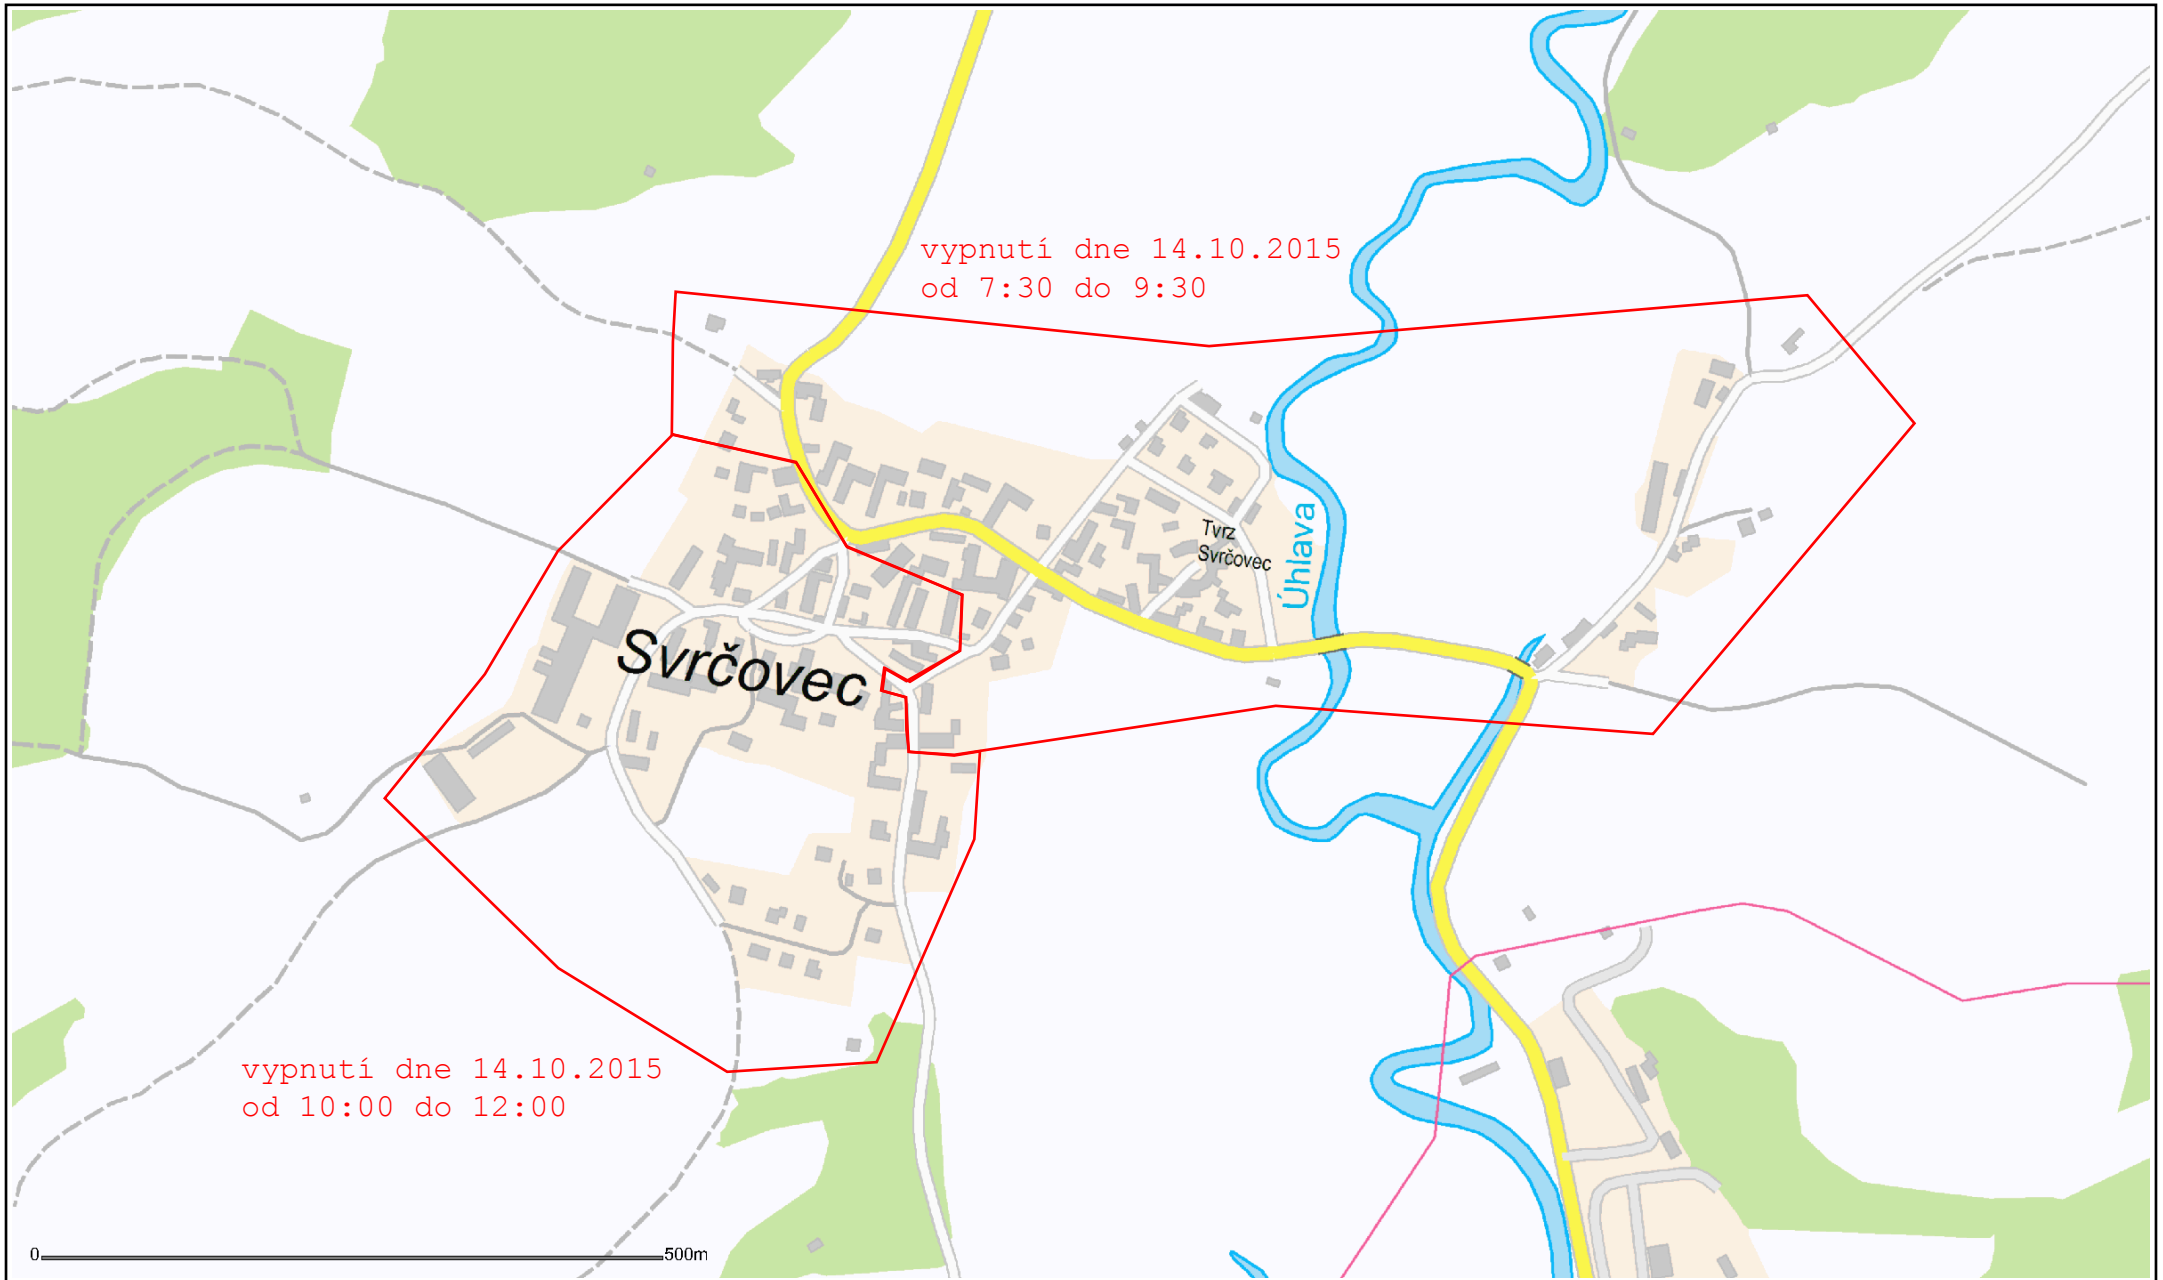 vypnutí dne 14.10.2015
od 7:30 do 9:30
Tvrz
Svrčovec
Úhlava
Svrčovec
vypnutí dne 14.10.2015
od 10:00 do 12:00
0 500m